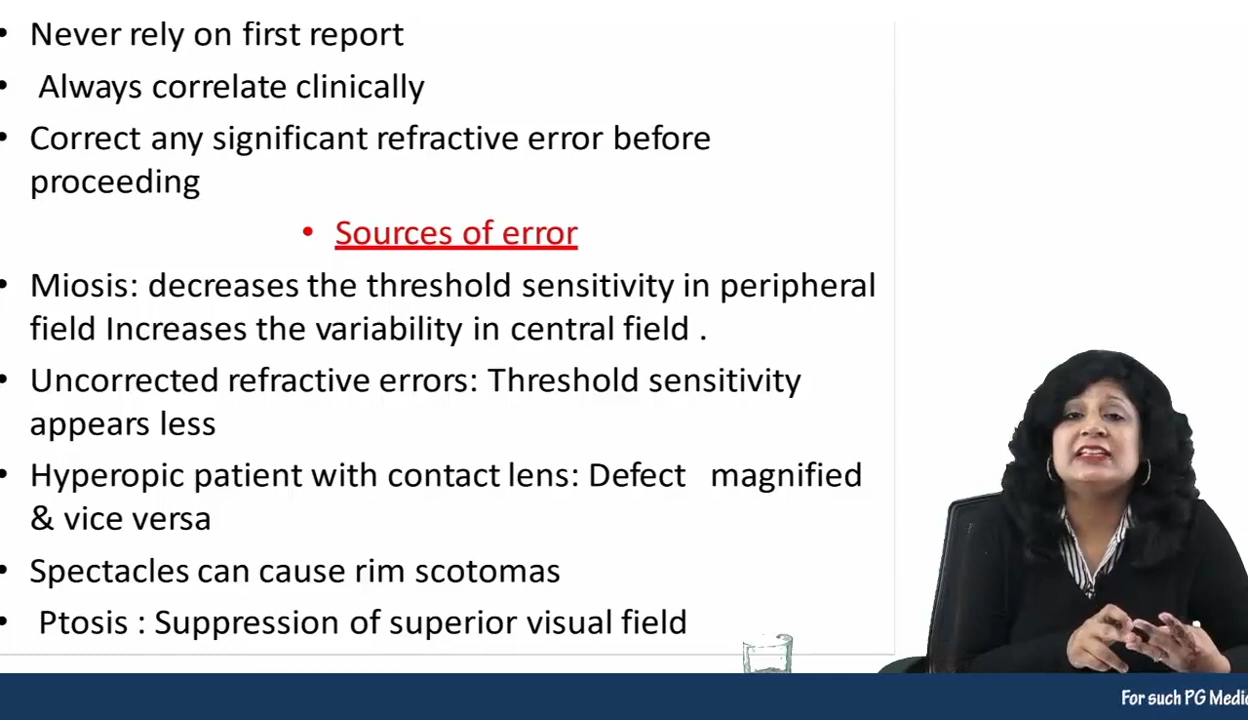 • Never rely on first report
• Always correlate clinically
• Correct any significant refractive error before
proceeding
• Sources of error
• Miosis: decreases the threshold sensitivity in peripheral
field Increases the variability in central field .
• Uncorrected refractive errors: Threshold sensitivity
appears less
• Hyperopic patient with contact lens: Defect magnified
& vice versa
• Spectacles can cause rim scotomas
• Ptosis : Suppression of superior visual field
For such PG